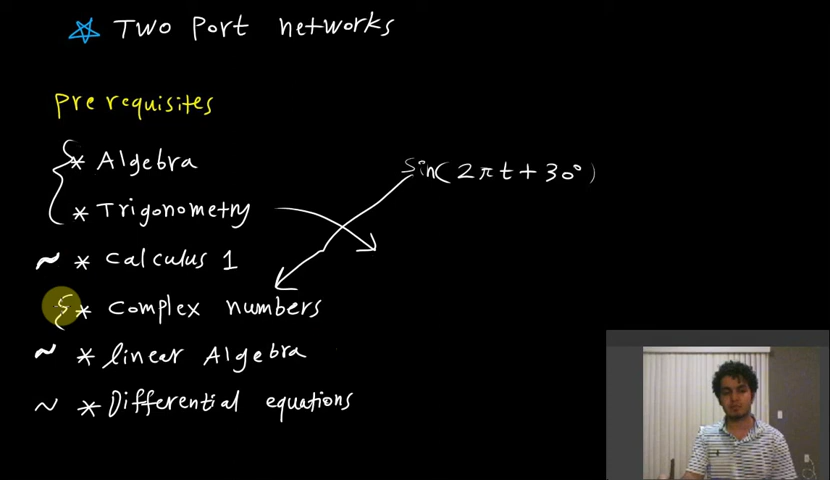 Two Port networks
Prerequisites
* Algebra
sin(2πt+30°)
* Trigonometry
~ * Calculus 1
* Complex numbers
~ * linear Algebra
~ * Differential equations